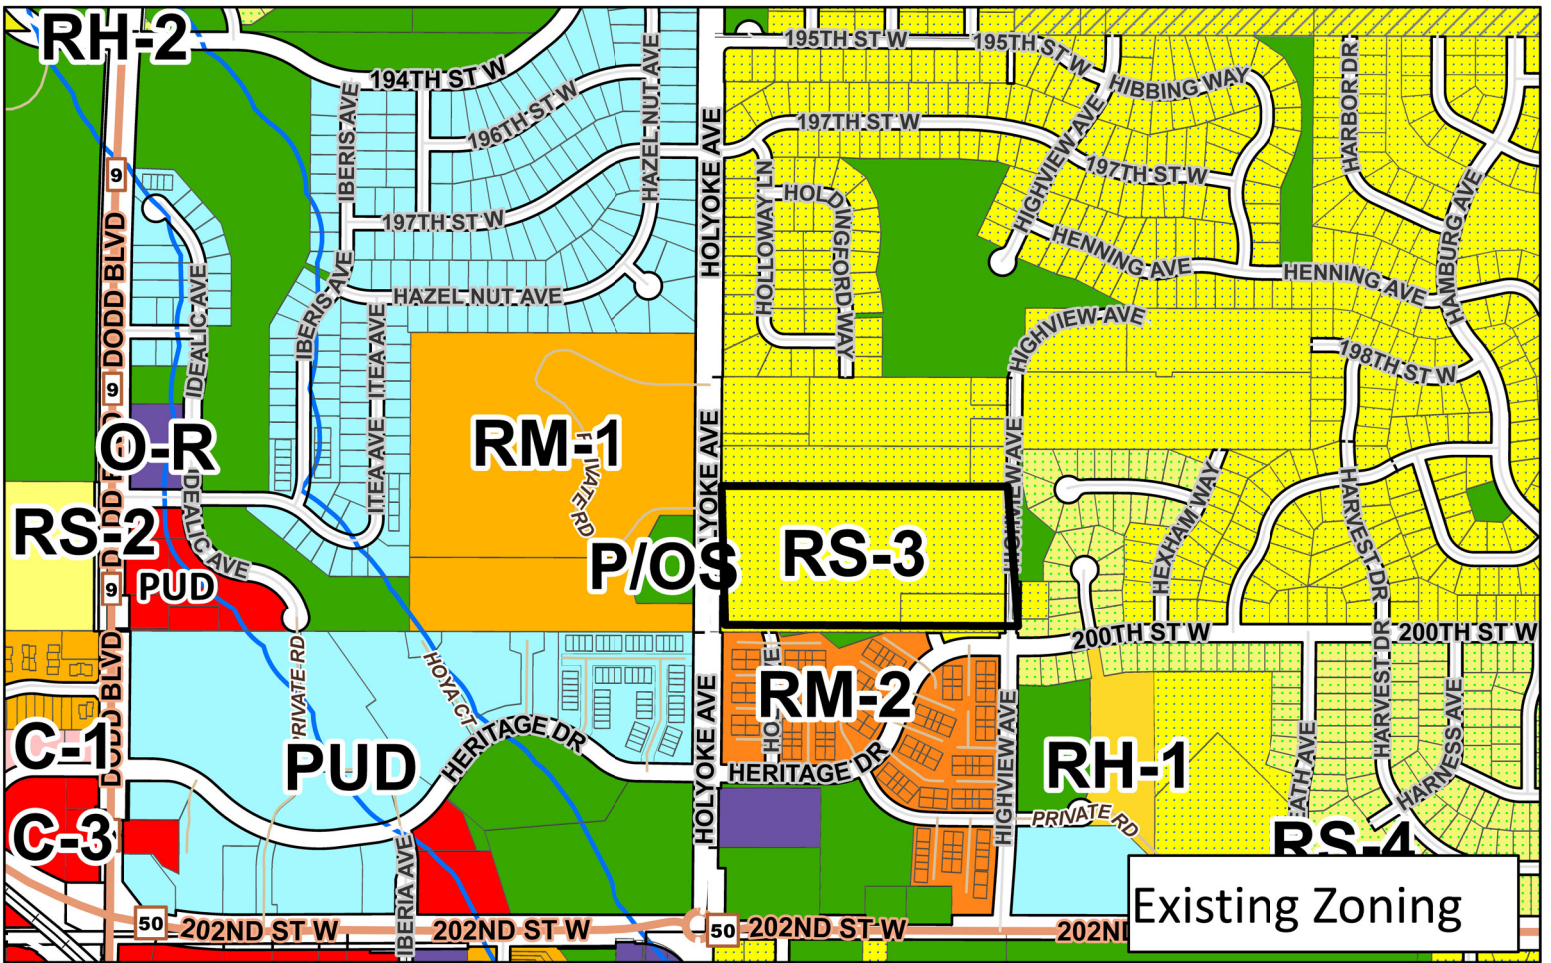 RH-2
194TH ST W
195TH ST W
195TH ST W
HIBBING WAY
HARBOR DR
IBERIS AVE
196TH ST W
HAZEL NUT AVE
HOLYOKE AVE
197TH ST W
HIGHVIEW AVE
197TH ST W
9
HOLLOWAY LN
HOLDINGFORD WAY
HAMBURG AVE
197TH ST W
DODD BLVD
IDEALIC AVE
IBERIS AVE
HENNING AVE
HENNING AVE
HAZEL NUT AVE
ITEA AVE
HIGHVIEW AVE
198TH ST W
9
O-R
RM-1
ITEA AVE
HOLYOKE AVE
HIGHVIEW AVE
HARVEST DR
IDEALIC AVE
RS-2
PUD
9
P/OS
RS-3
HEXHAM WAY
200TH ST W
200TH ST W
DODD BLVD
PRIVATE RD
HOYA CT
HOLYOKE AVE
RM-2
HIGHVIEW AVE
HARVEST DR
HARNESS AVE
C-1
PUD
HERITAGE DR
HERITAGE DR
RH-1
PRIVATE RD
C-3
RS-4
IBERIA AVE
Existing Zoning
50
202ND ST W
202ND ST W
50
202ND ST W